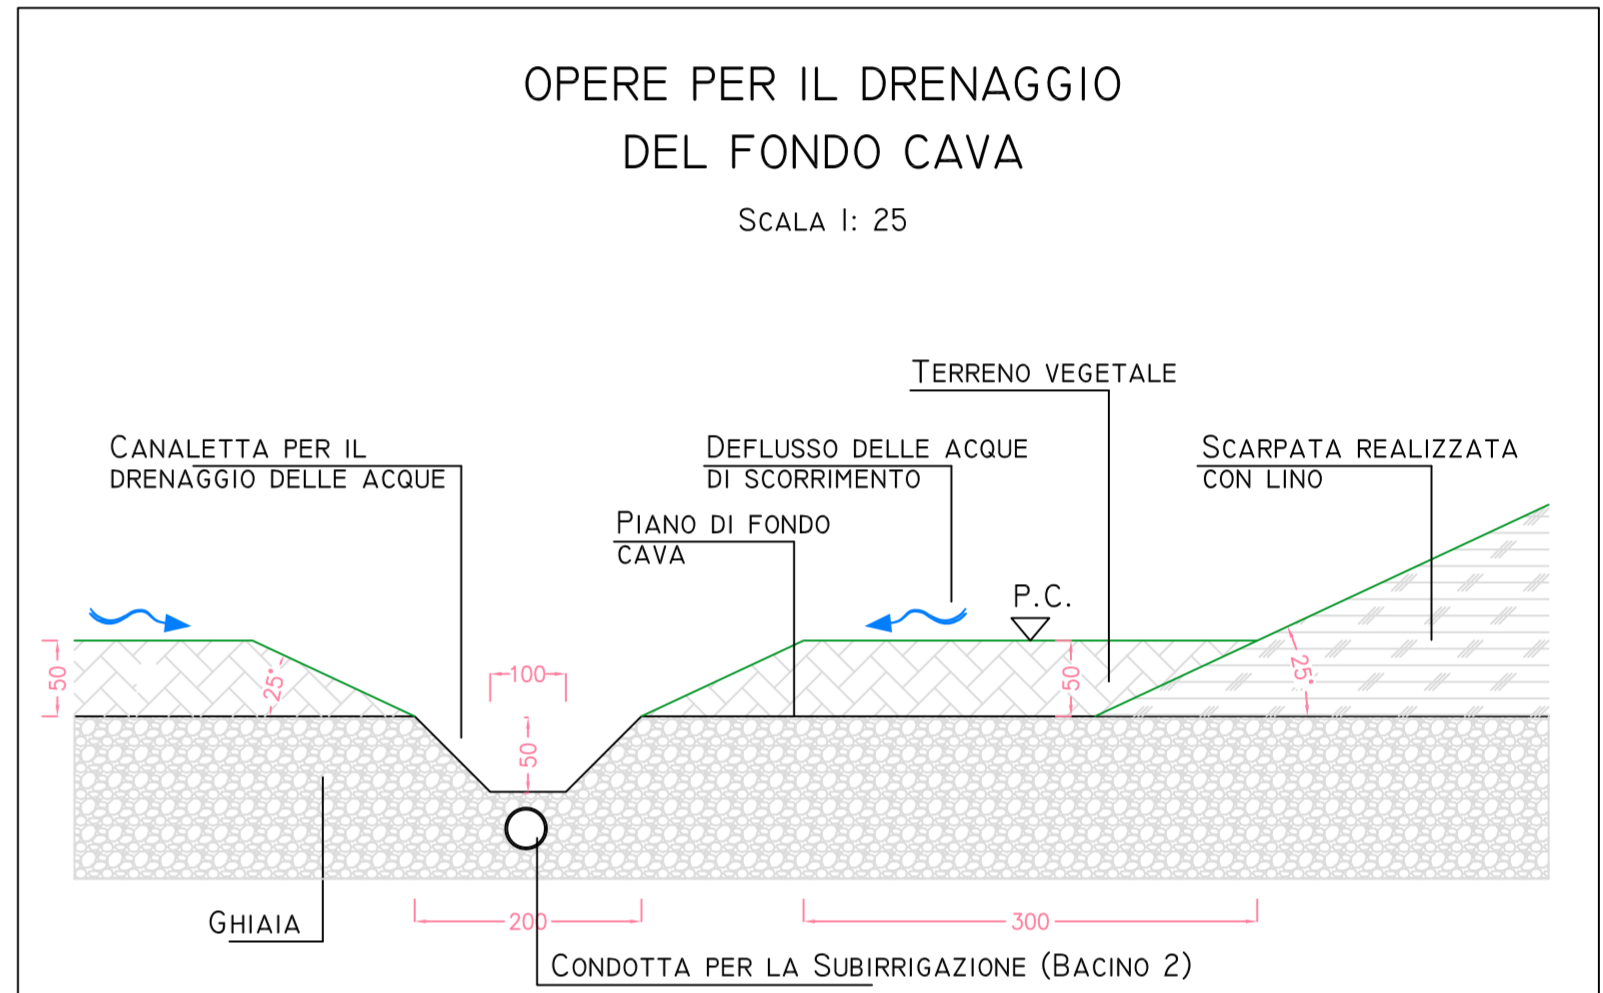 OPERE PER IL DRENAGGIO
DEL FONDO CAVA
SCALA 1: 25
TERRENO VEGETALE
CANALETTA PER IL
DRENAGGIO DELLE ACQUE
DEFLUSSO DELLE ACQUE
DI SCORRIMENTO
SCARPATA REALIZZATA
CON LINO
PIANO DI FONDO
CAVA
P.C.
50
25°
100
50
50
25°
200
300
GHIAIA
CONDOTTA PER LA SUBIRRIGAZIONE (BACINO 2)